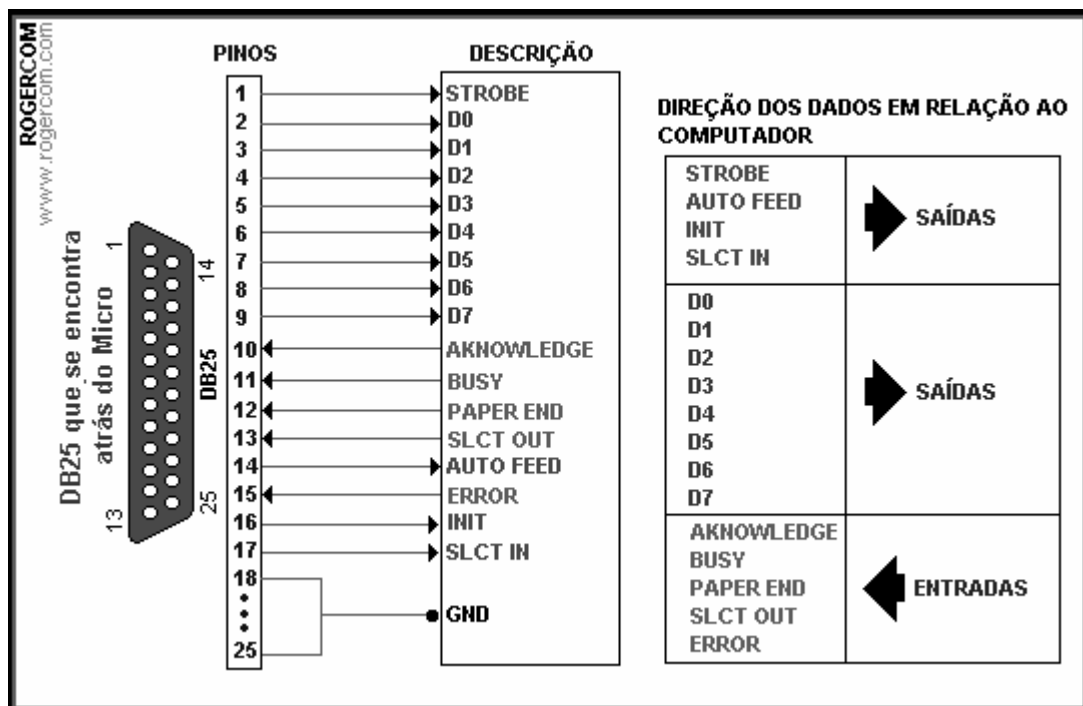 ROGERCOM
www.rogercom.com
PINOS
DESCRIÇÃO
1 STROBE
2 D0
3 D1
4 D2
5 D3
6 D4
7 D5
8 D6
9 D7
10 AKNOWLEDGE
11 BUSY
12 PAPER END
13 SLCT OUT
14 AUTO FEED
15 ERROR
16 INIT
17 SLCT IN
18
GND
25
DB25 que se encontra
atrás do Micro
1
14
DB25
13
25
DIREÇÃO DOS DADOS EM RELAÇÃO AO
COMPUTADOR
STROBE
AUTO FEED
INIT
SLCT IN
SAÍDAS
D0
D1
D2
D3
D4
D5
D6
D7
SAÍDAS
AKNOWLEDGE
BUSY
PAPER END
SLCT OUT
ERROR
ENTRADAS